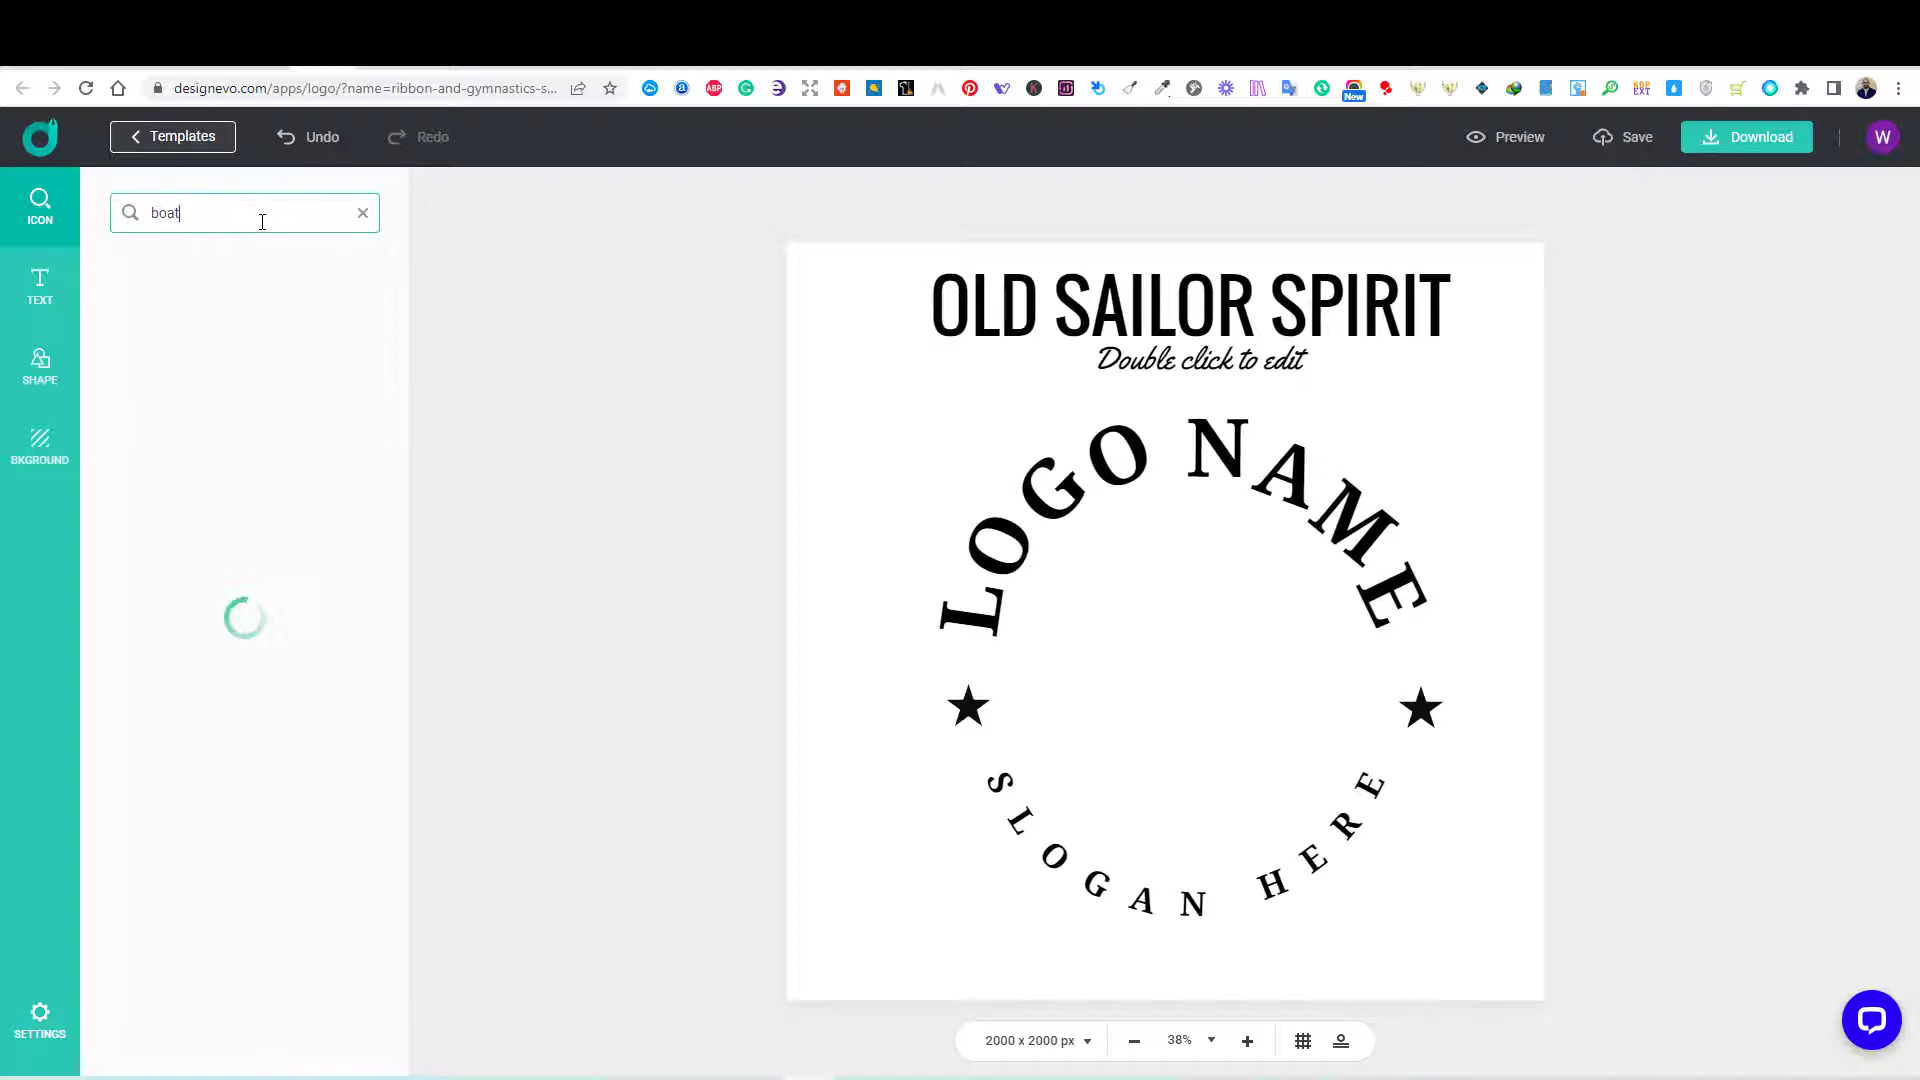 designevo.com/apps/logo/?name=ribbon-and-gymnastics-s...
New
Templates
Undo
Redo
Preview
Save
Download
W
ICON
boat
TEXT
SHAPE
BKGROUND
SETTINGS
OLD SAILOR SPIRIT
Double click to edit
LOGO NAME
SLOGAN HERE
2000 x 2000 px
38%